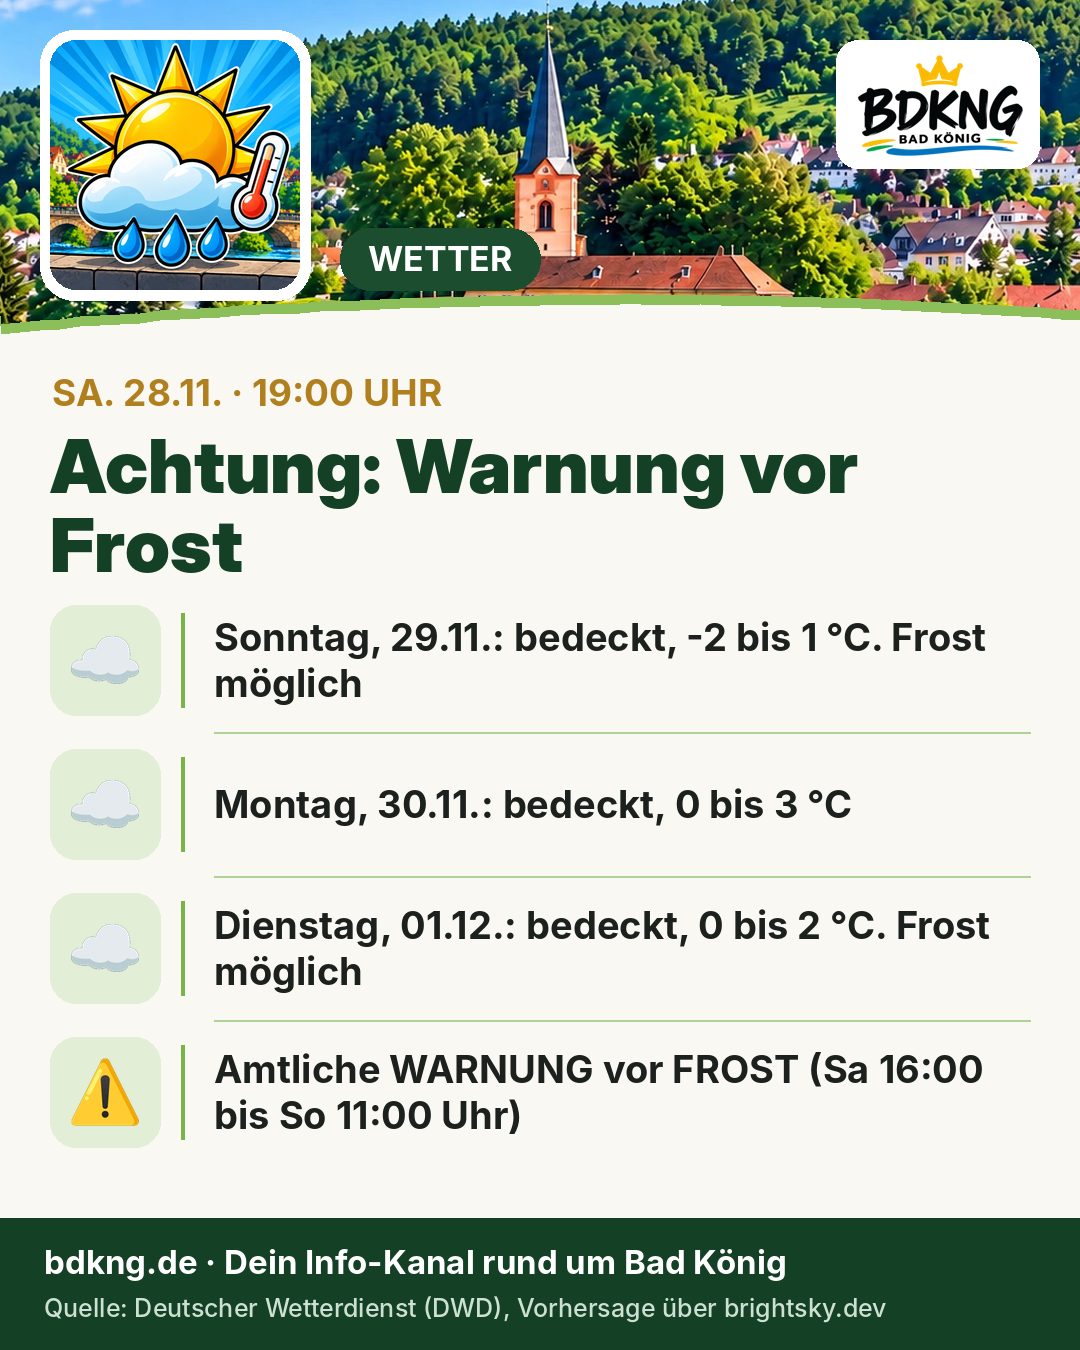 BDKNG
BAD KÖNIG
WETTER
SA. 28.11. · 19:00 UHR
Achtung: Warnung vor
Frost
Sonntag, 29.11.: bedeckt, -2 bis 1 °C. Frost
möglich
Montag, 30.11.: bedeckt, 0 bis 3 °C
Dienstag, 01.12.: bedeckt, 0 bis 2 °C. Frost
möglich
Amtliche WARNUNG vor FROST (Sa 16:00
bis So 11:00 Uhr)
bdkng.de · Dein Info-Kanal rund um Bad König
Quelle: Deutscher Wetterdienst (DWD), Vorhersage über brightsky.dev